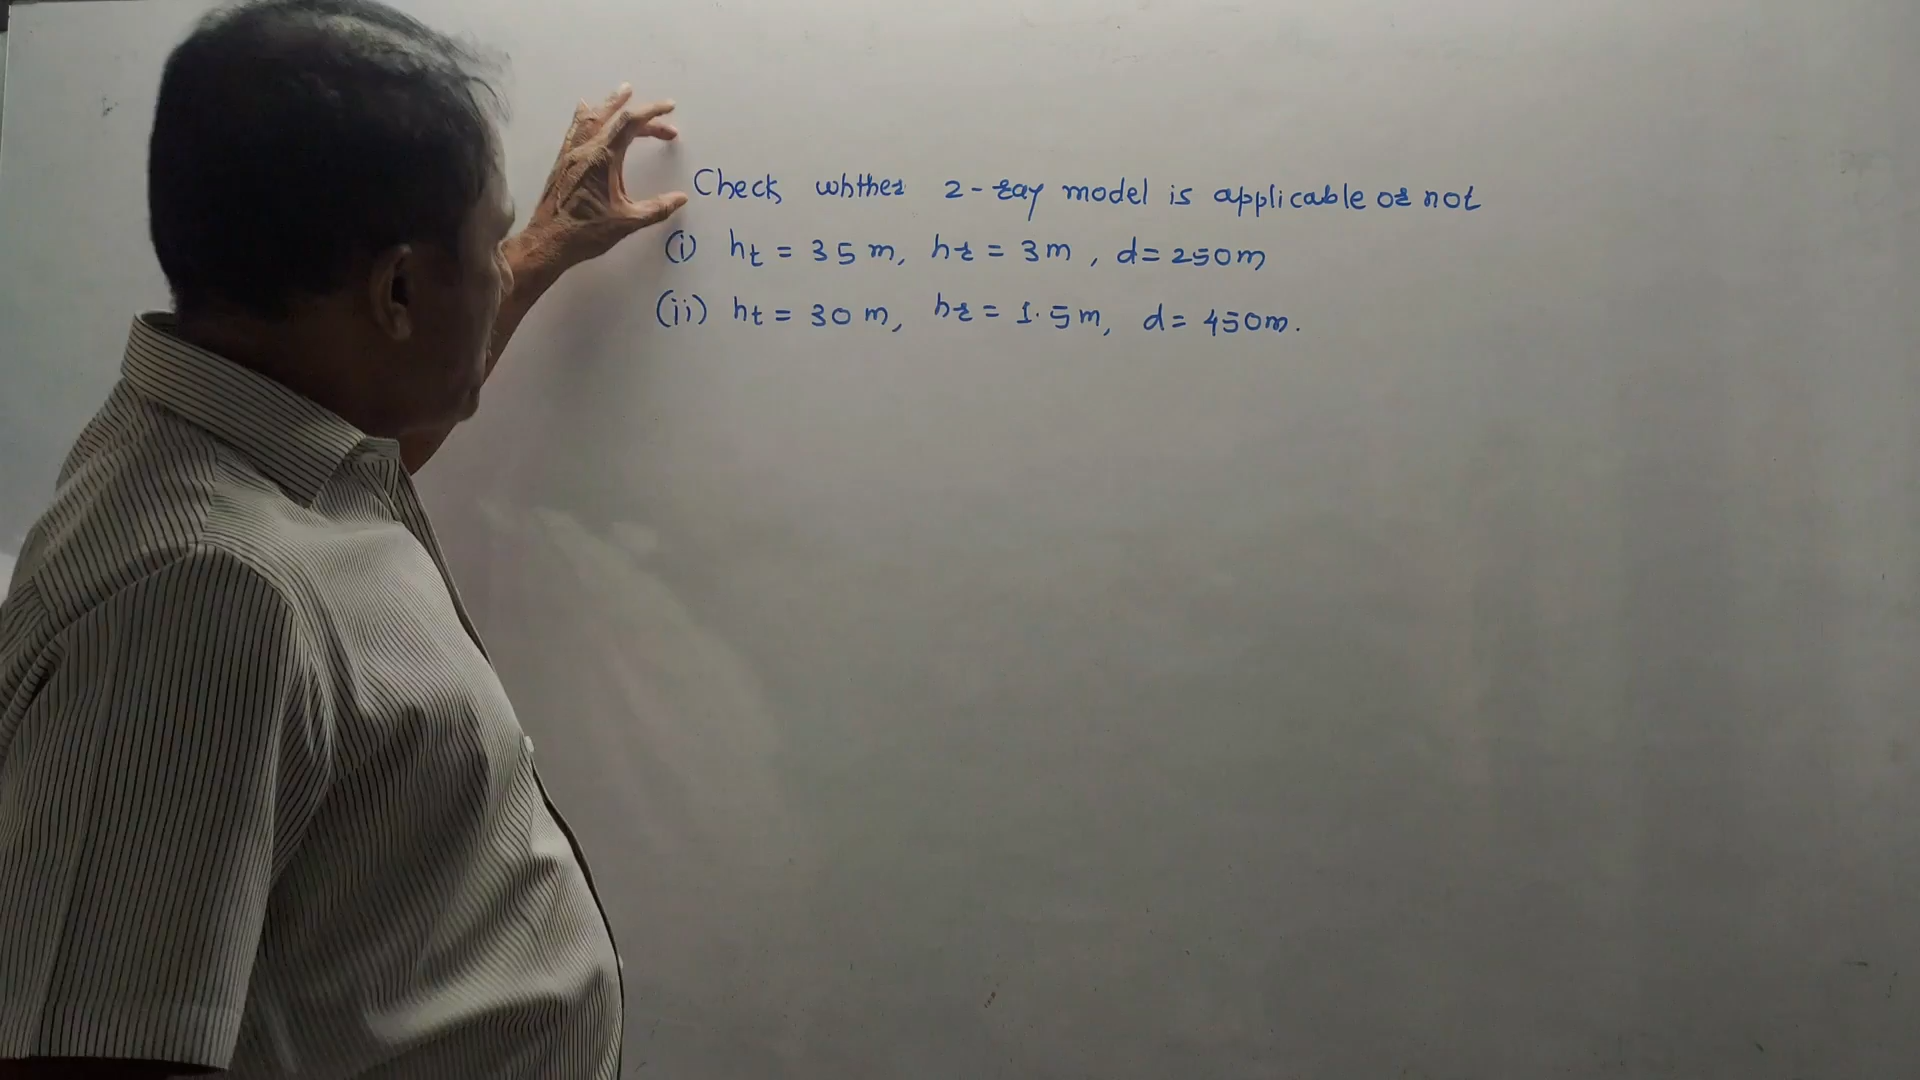 Check whther 2-ray model is applicable or not
(i) ht = 35 m, hr = 3m, d= 250m
(ii) ht = 30 m, hr = 1.5m, d= 450m.